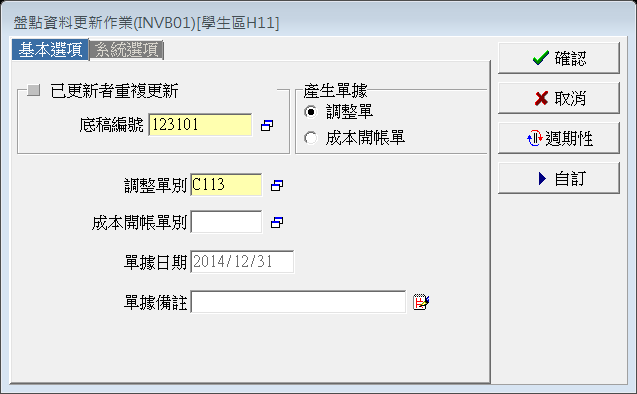 盤點資料更新作業(INVB01)[學生區H11]
基本選項 系統選項
已更新者重複更新
底稿編號 123101
產生單據
調整單
成本開帳單
調整單別 C113
成本開帳單別
單據日期 2014/12/31
單據備註
確認
取消
週期性
自訂